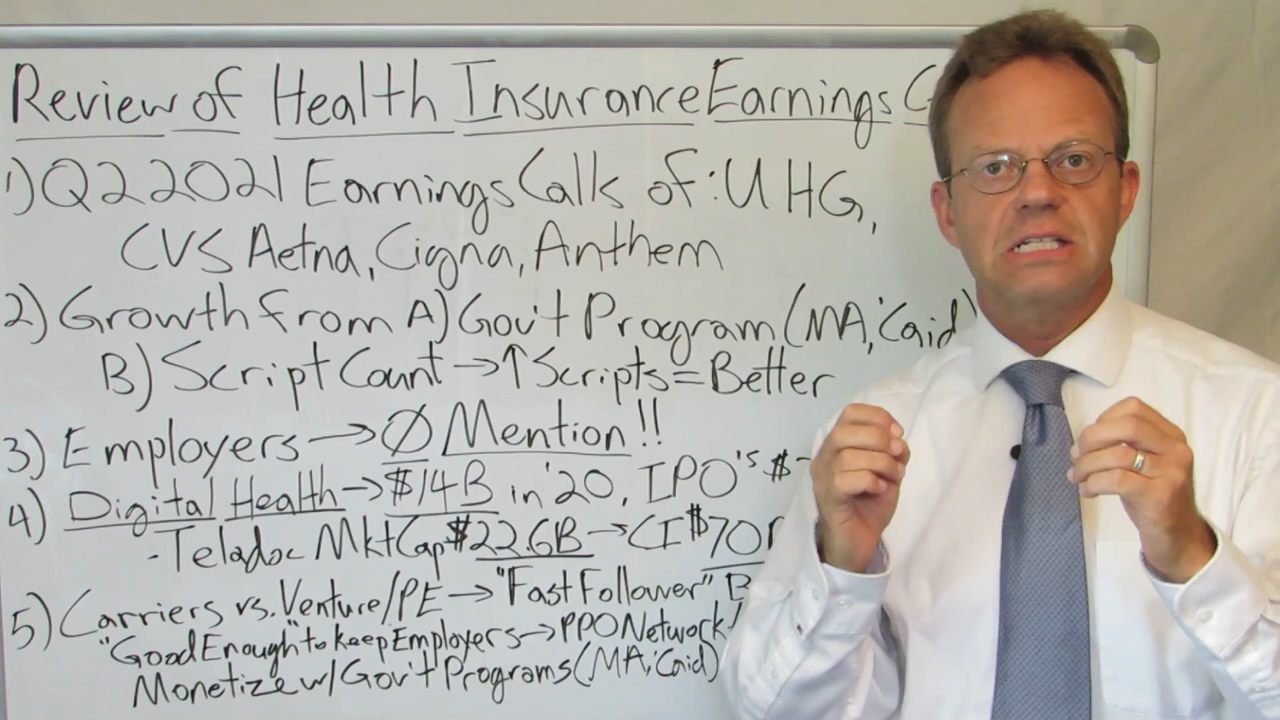 Review of Health Insurance Earnings C
1) Q2 2021 Earnings Calls of: UHG,
CVS Aetna, Cigna, Anthem
2) Growth from A) Gov't Program (MA, 'Caid)
B) Script Count → ↑ Scripts = Better
3) Employers → Ø Mention!!
4) Digital Health → $14B in '20, IPO's $
- Teladoc Mkt Cap $22.6B → CI $70
5) Carriers vs. Venture/PE → "Fast Follower" B
"Good Enough" to keep Employers → PPO Network
Monetize w/ Gov't Programs (MA, 'Caid)